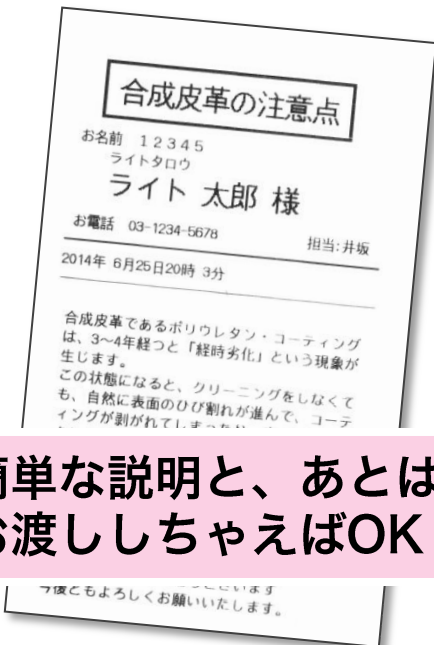 合成皮革の注意点
お名前 12345
ライトタロウ
ライト 太郎 様
お電話 03-1234-5678
担当:井坂
2014年 6月25日20時 3分
合成皮革であるポリウレタン・コーティング
は、3〜4年経つと「経時劣化」という現象が
生じます。
この状態になると、クリーニングをしなくて
も、自然に表面のひび割れが進んで、コーテ
ィングが剥がれてしまったり
簡単な説明と、あとは
お渡ししちゃえばOK
今後ともよろしくお願いいたします。